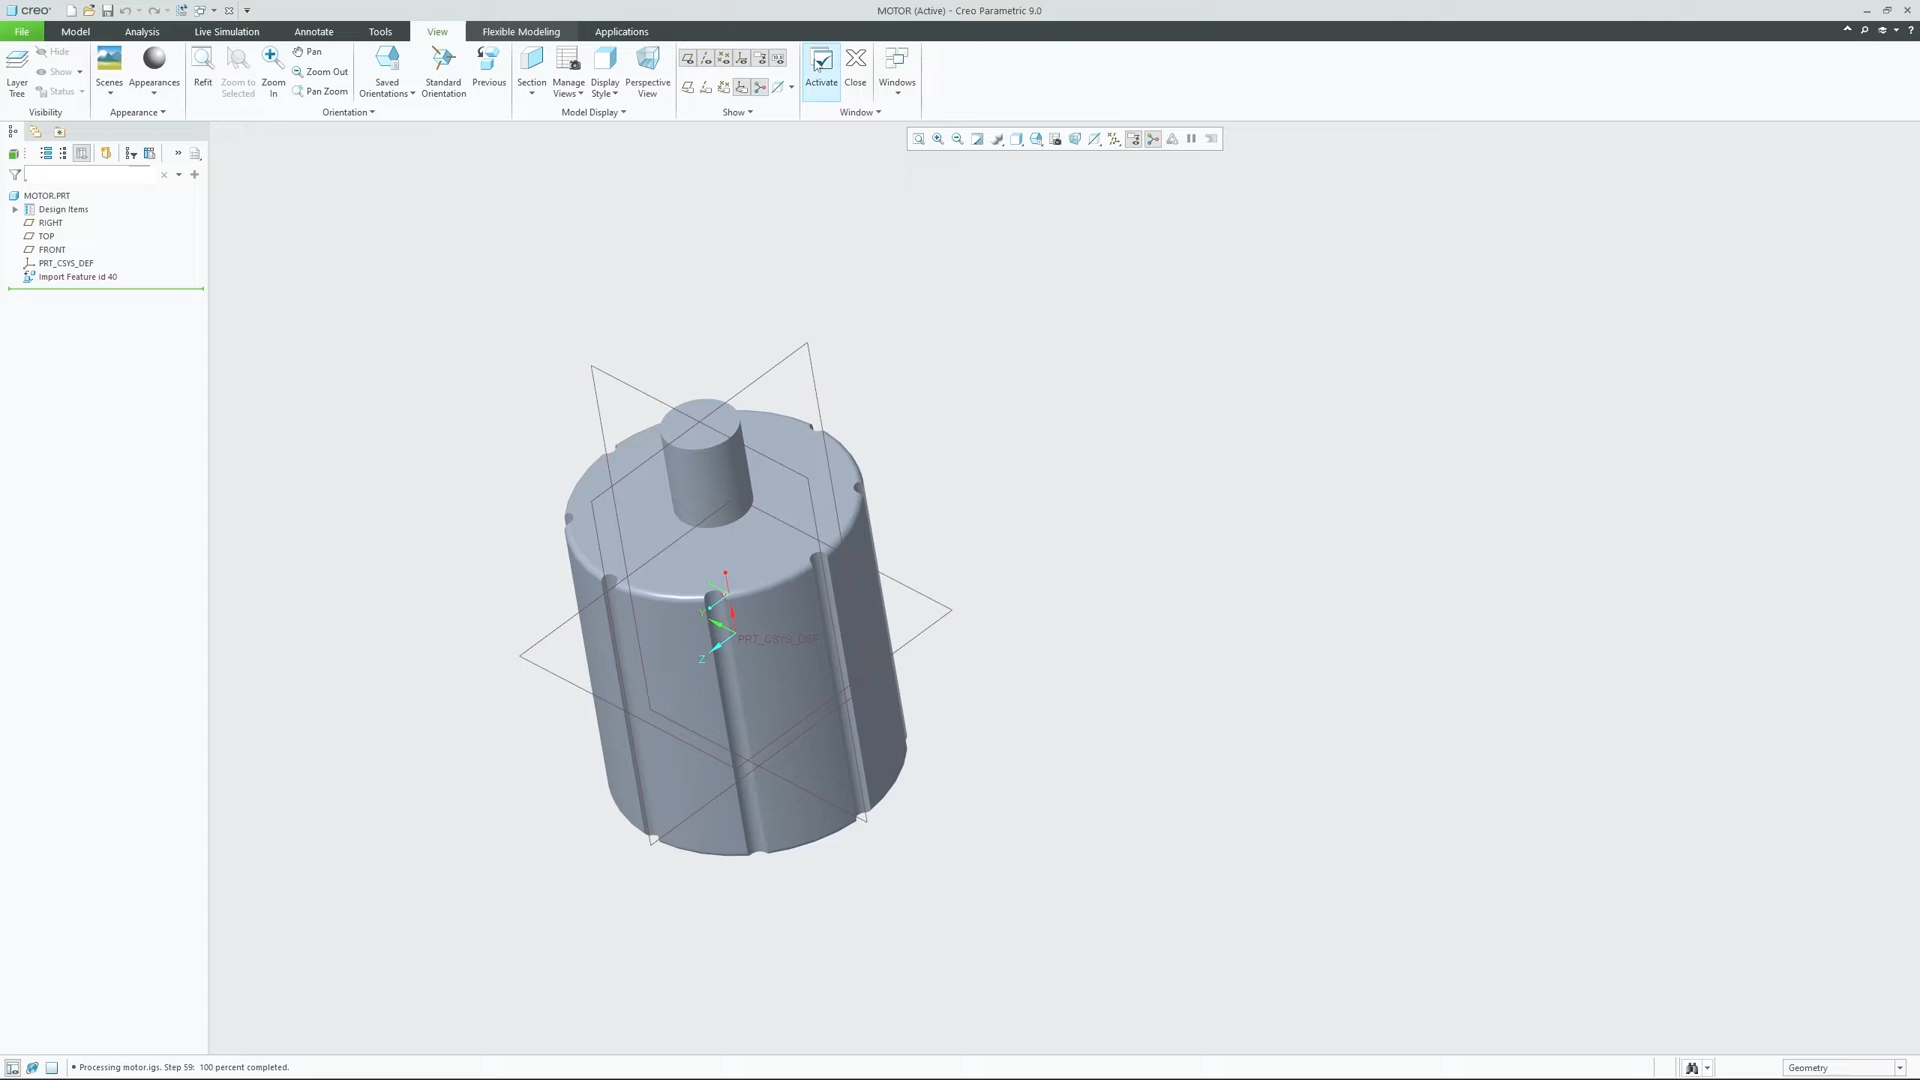 creo
MOTOR (Active) - Creo Parametric 9.0
File
Model
Analysis
Live Simulation
Annotate
Tools
View
Flexible Modeling
Applications
Layer Tree
Hide
Show
Status
Visibility
Scenes
Appearances
Appearance
Refit
Zoom to Selected
Zoom In
Pan
Zoom Out
Pan Zoom
Saved Orientations
Standard Orientation
Previous
Orientation
Section
Manage Views
Display Style
Perspective View
Model Display
Show
Activate
Close
Windows
Window
MOTOR.PRT
Design Items
RIGHT
TOP
FRONT
PRT_CSYS_DEF
Import Feature id 40
Y
PRT_CSYS_DEF
Z
Processing motor.igs. Step 59: 100 percent completed.
Geometry